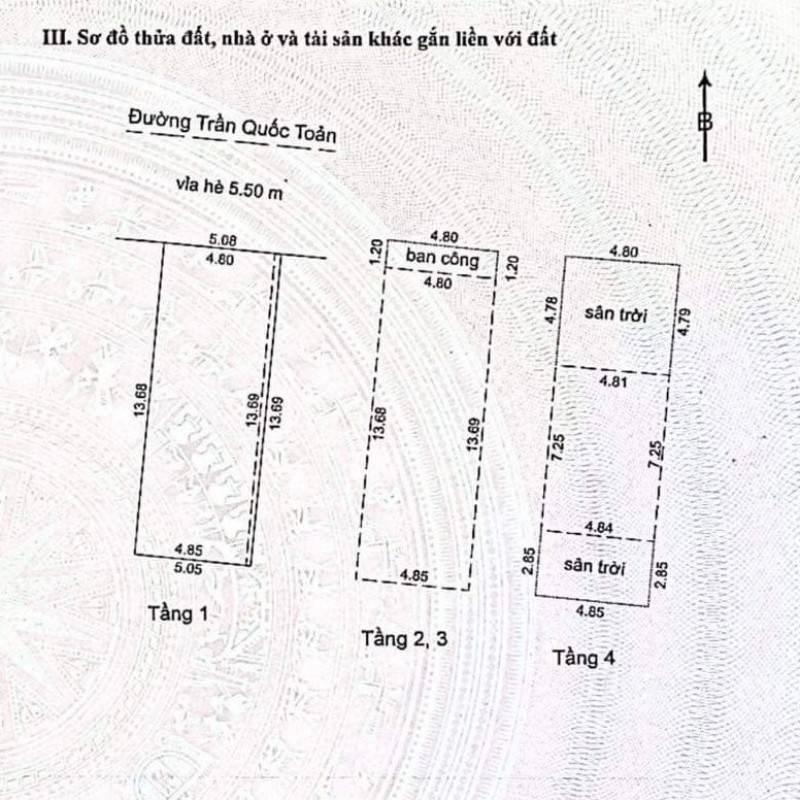 III. Sơ đồ thửa đất, nhà ở và tài sản khác gắn liền với đất
B
Đường Trần Quốc Toản
vỉa hè 5.50 m
5.08
4.80
13.68
13.69
13.69
4.85
5.05
Tầng 1
4.80
1.20
ban công
1.20
4.80
13.68
13.69
4.85
Tầng 2, 3
4.80
4.78
sân trời
4.79
4.81
7.25
7.25
4.84
2.85
sân trời
2.85
4.85
Tầng 4